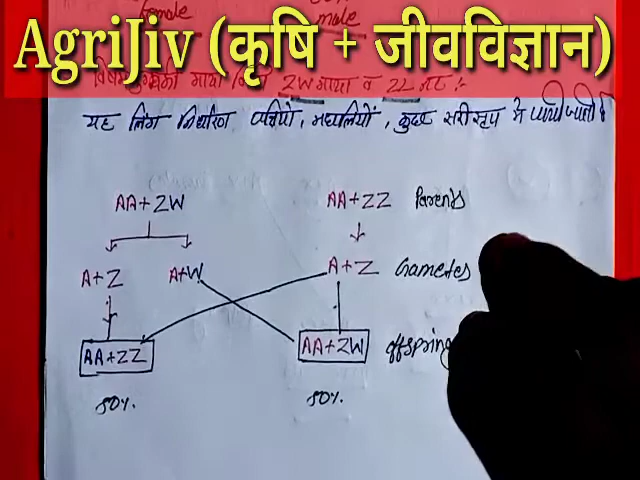 female male
AgriJiv (कृषि + जीवविज्ञान)
ZW मादा व ZZ नर :-
यह लिंग निर्धारण पक्षियो, मछलियों, कुछ सरीसृप मे पायी जाती है
AA+ZW AA+ZZ Parents
A+Z A+W A+Z Gametes
AA+ZZ AA+ZW offspring
50%. 50%.